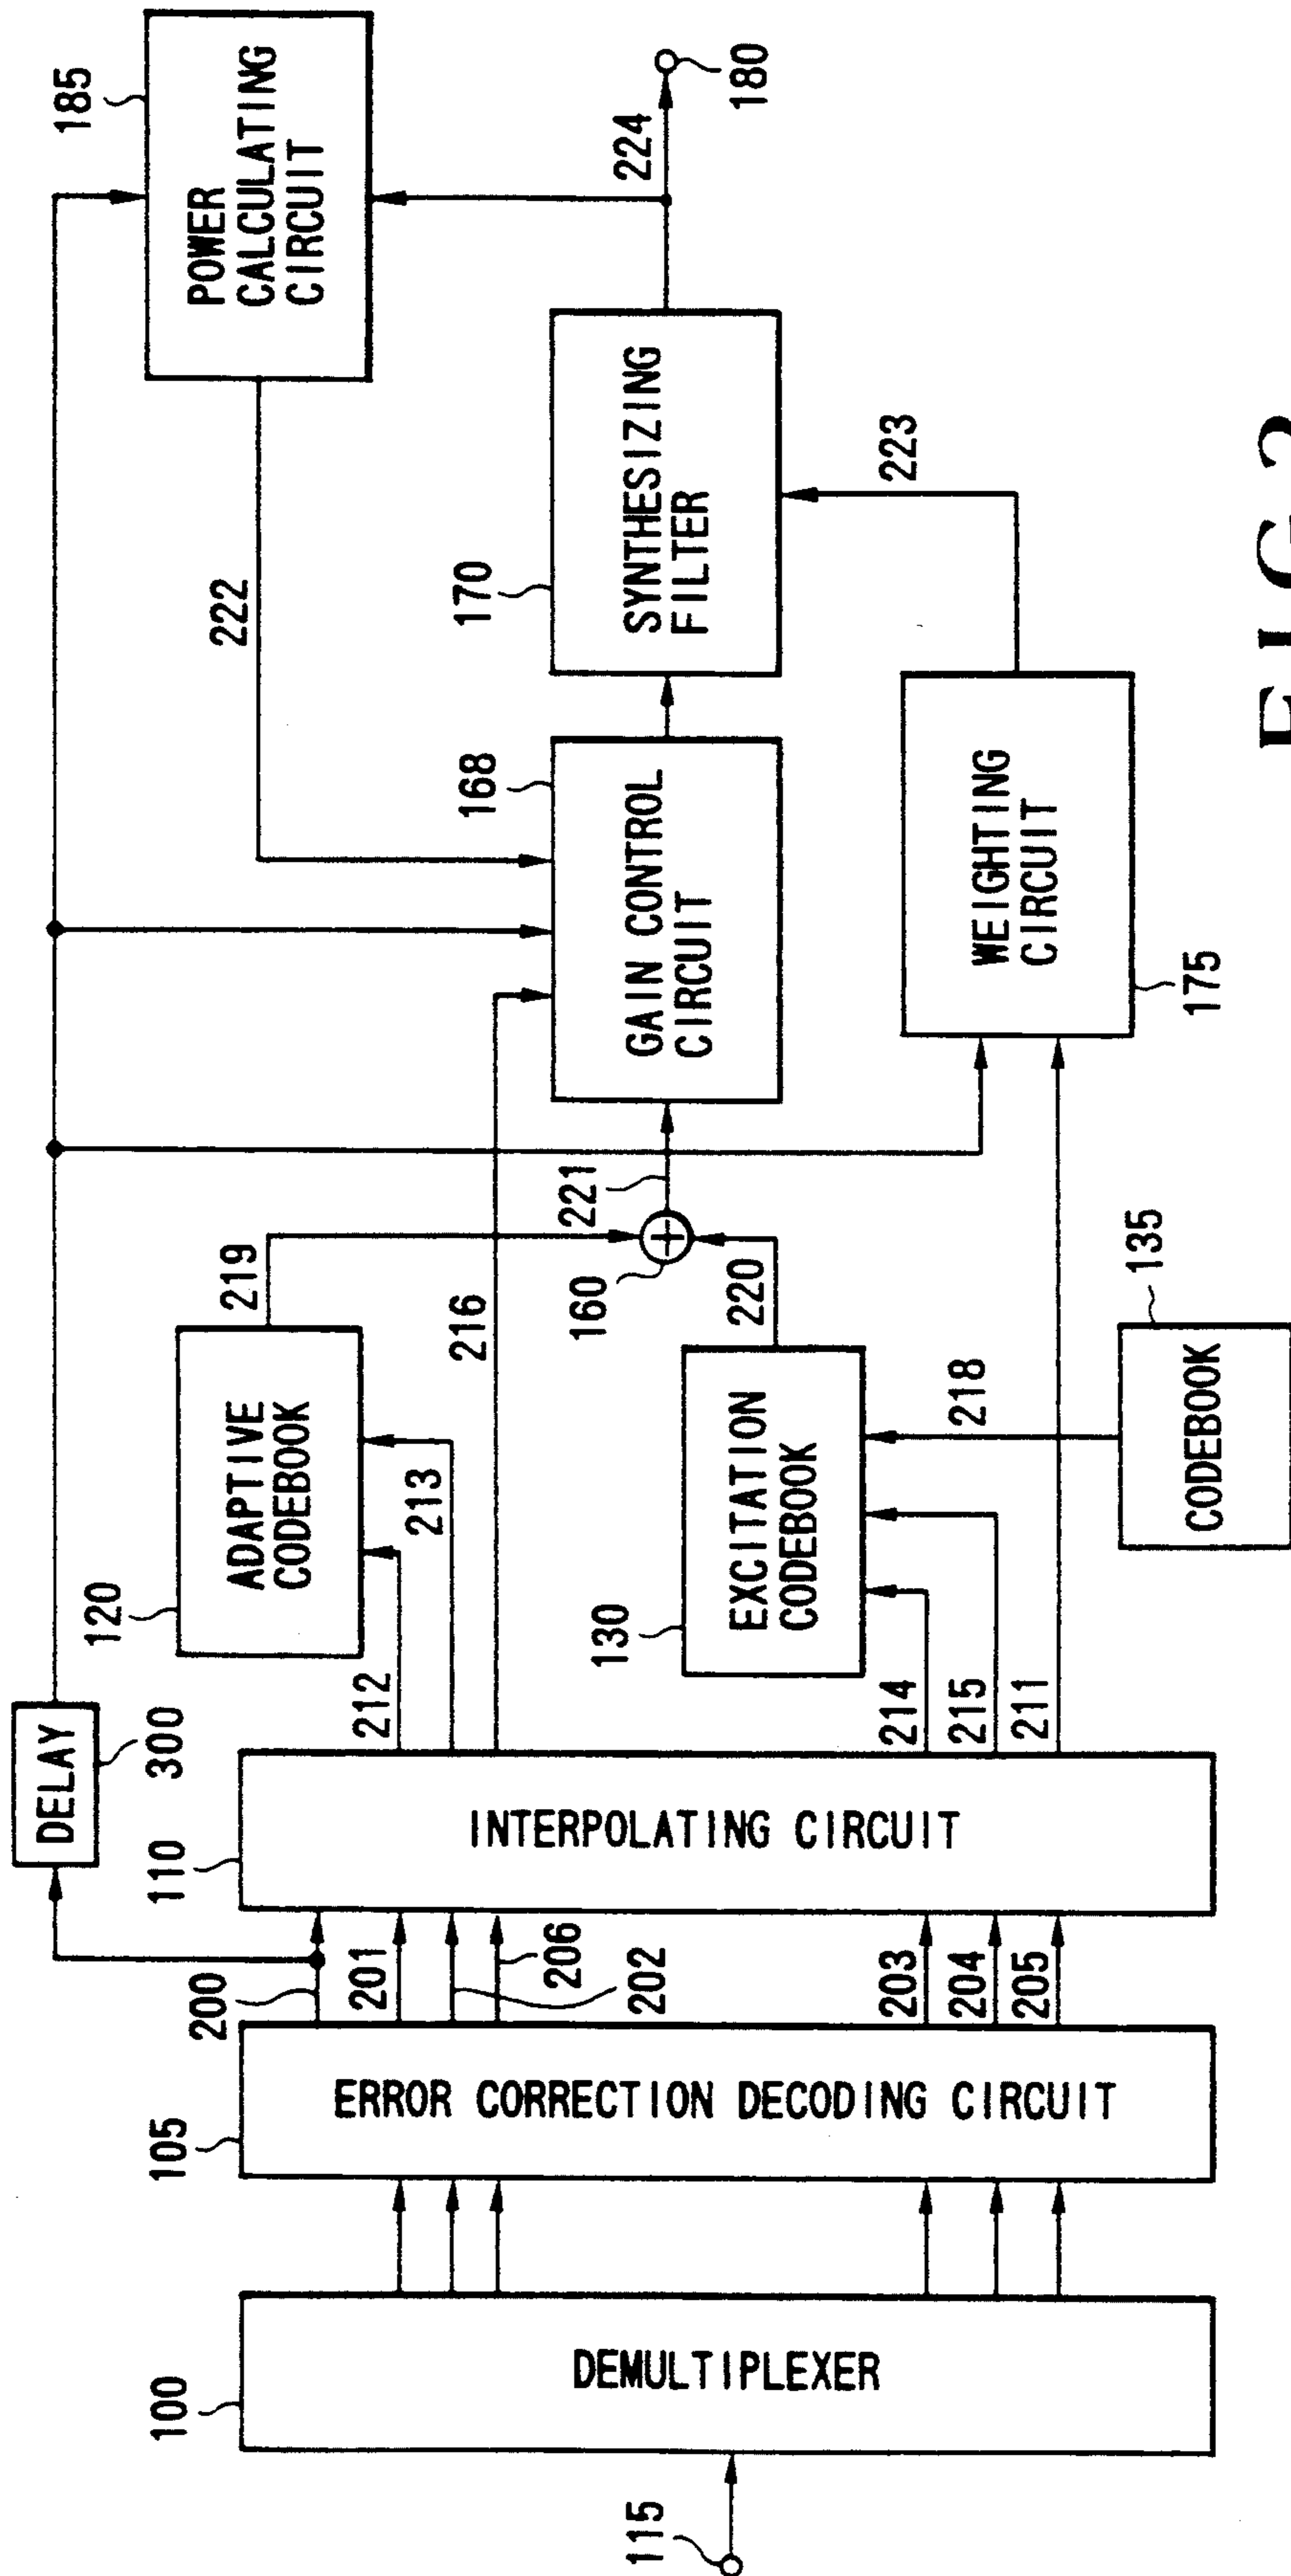 115
100
DEMULTIPLEXER
105
ERROR CORRECTION DECODING CIRCUIT
200
201
206
202
203
204
205
110
INTERPOLATING CIRCUIT
DELAY
300
212
213
216
214
215
211
120
ADAPTIVE
CODEBOOK
219
130
EXCITATION
CODEBOOK
220
218
135
CODEBOOK
160
221
168
GAIN CONTROL
CIRCUIT
222
175
WEIGHTING
CIRCUIT
223
170
SYNTHESIZING
FILTER
185
POWER
CALCULATING
CIRCUIT
224
180